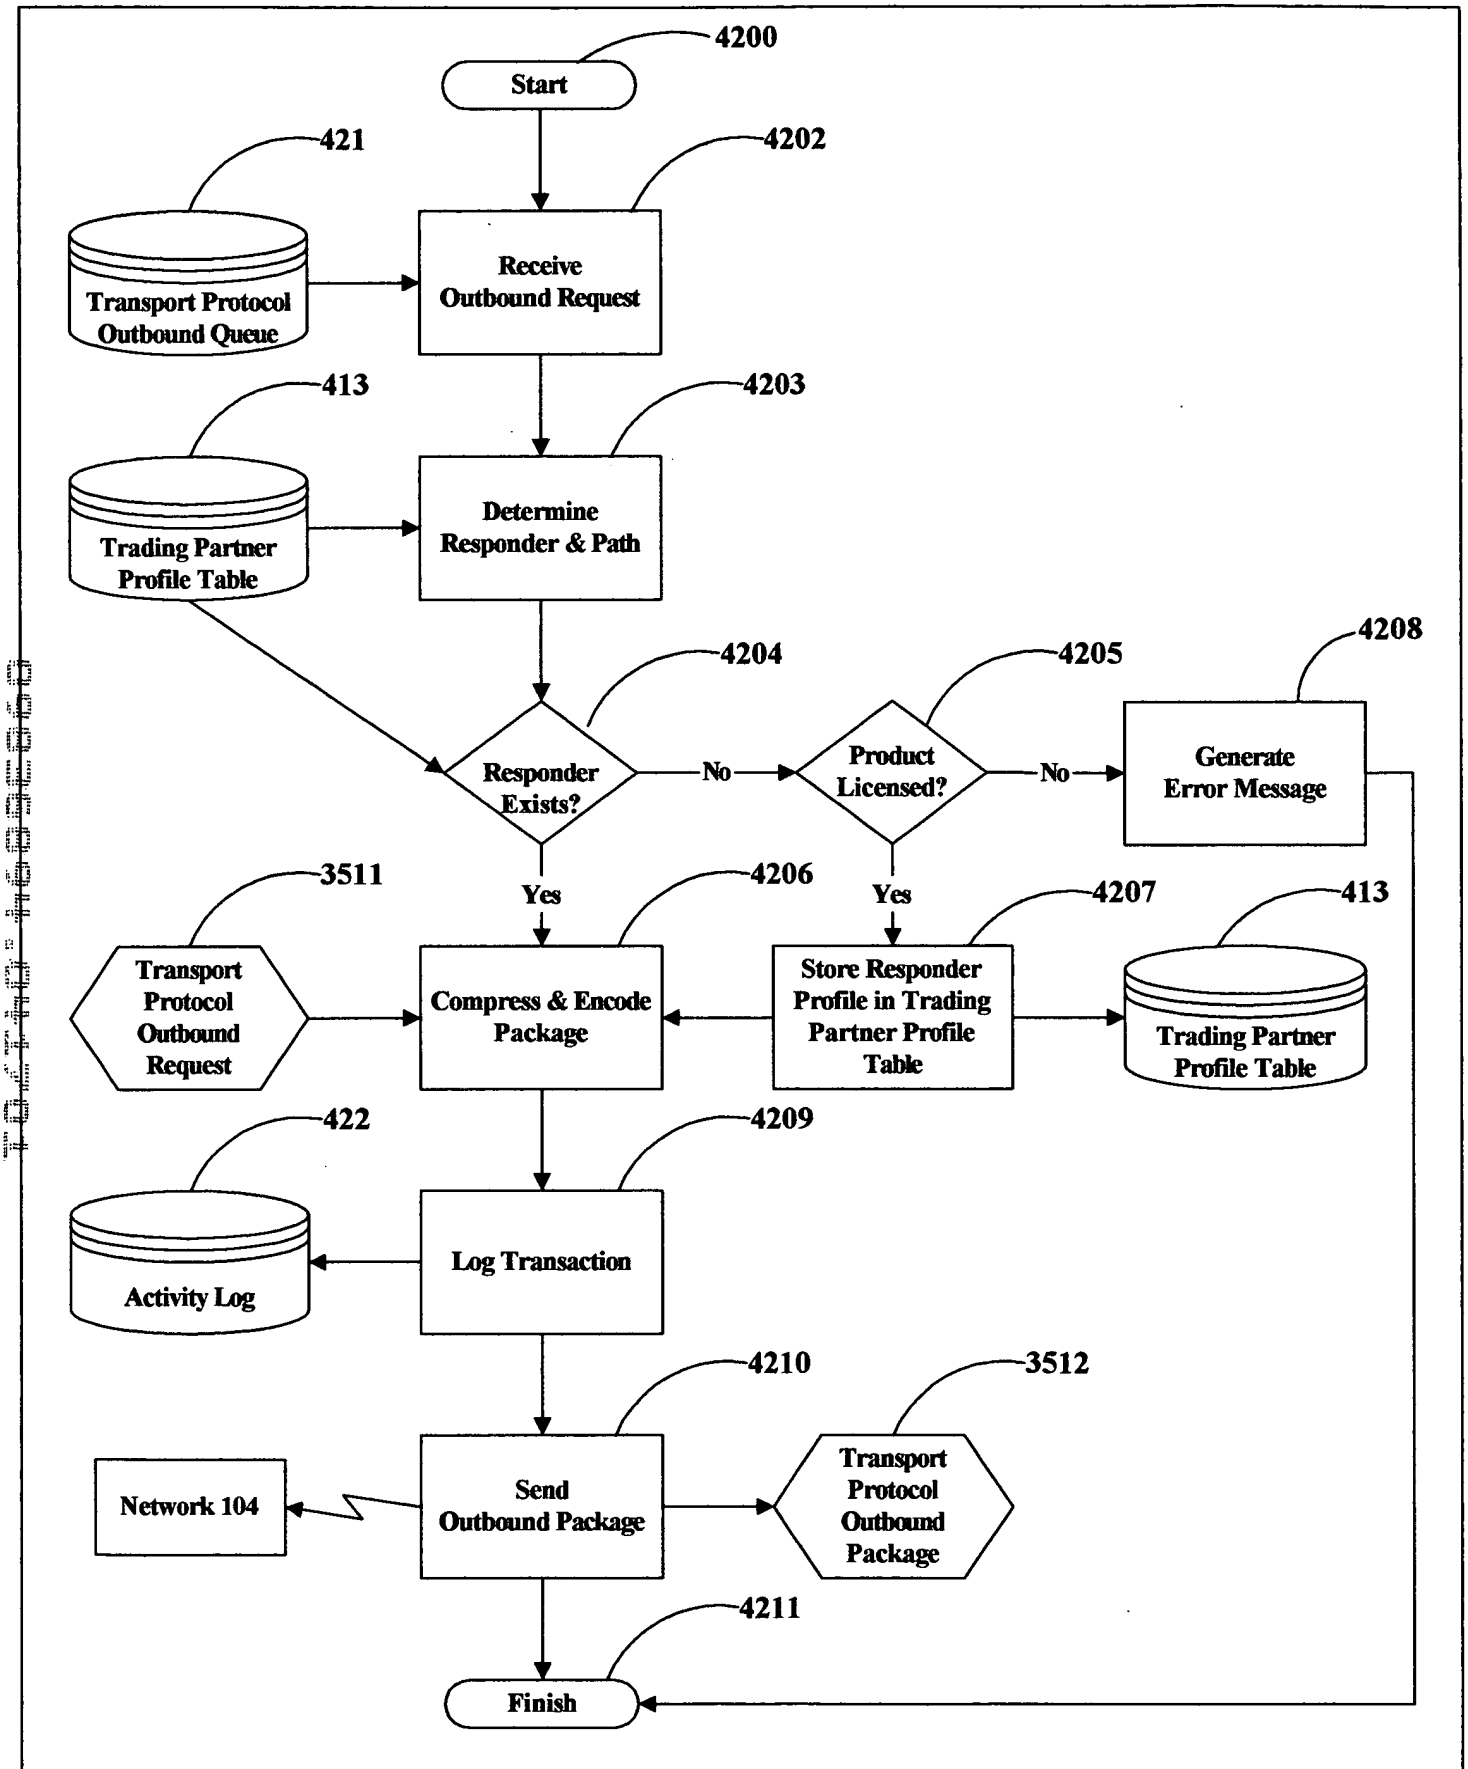 4200
Start
421
4202
Transport Protocol
Outbound Queue
Receive
Outbound Request
413
4203
Trading Partner
Profile Table
Determine
Responder & Path
4204
4205
4208
Responder
Exists?
No
Product
Licensed?
No
Generate
Error Message
3511
Yes
4206
Yes
4207
413
Transport
Protocol
Outbound
Request
Compress & Encode
Package
Store Responder
Profile in Trading
Partner Profile
Table
Trading Partner
Profile Table
422
4209
Activity Log
Log Transaction
4210
3512
Network 104
Send
Outbound Package
Transport
Protocol
Outbound
Package
4211
Finish